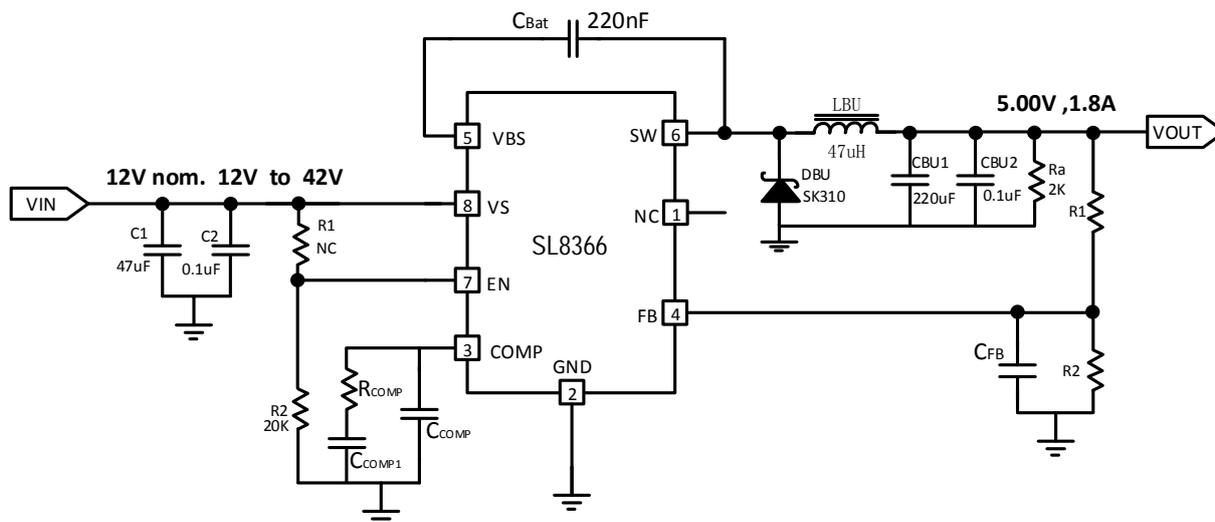 CBat 220nF
5 VBS
SW 6
LBU
47uH
5.00V ,1.8A
VOUT
12V nom. 12V to 42V
VIN
8 VS
C1
47uF
C2
0.1uF
R1
NC
7 EN
NC 1
SL8366
DBU
SK310
CBU1
220uF
CBU2
0.1uF
Ra
2K
R1
FB 4
3 COMP
GND
2
RCOMP
CCOMP
CCOMP1
R2
20K
CFB
R2